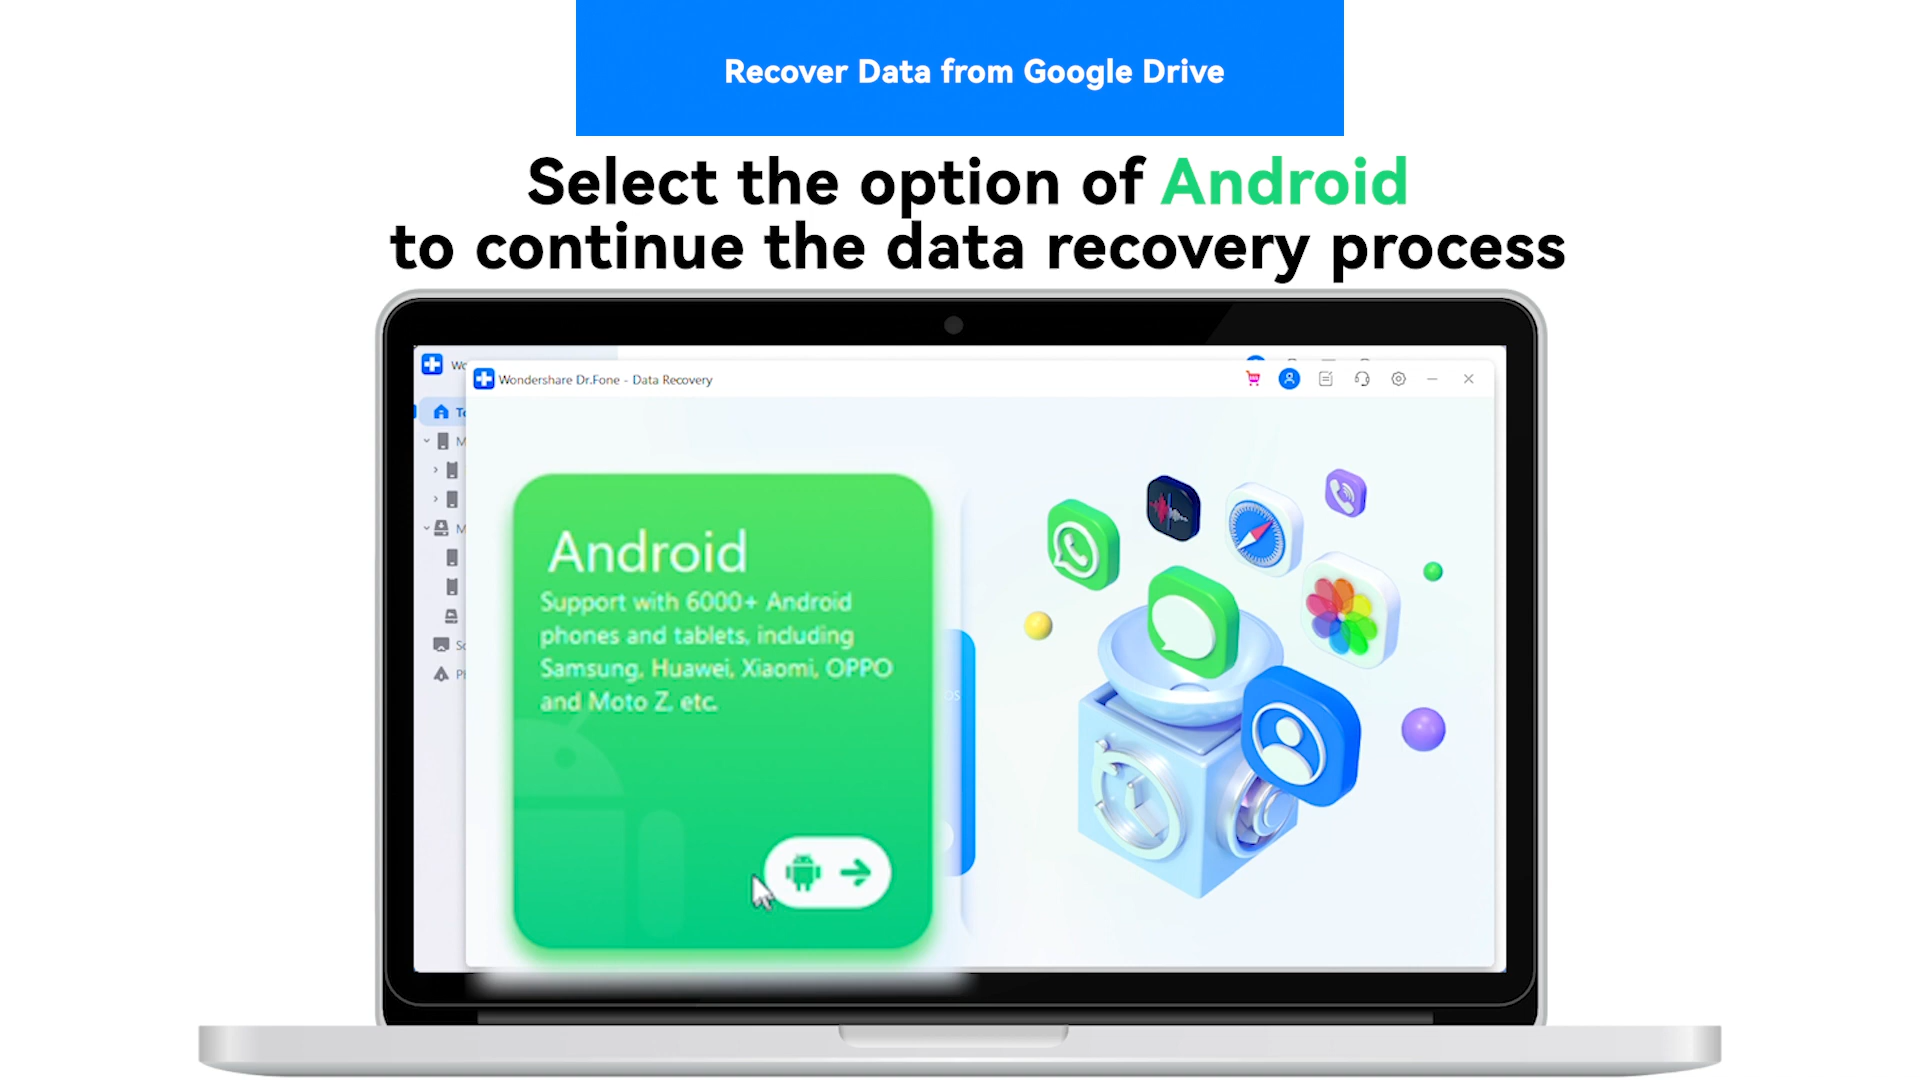 Recover Data from Google Drive
Select the option of Android
to continue the data recovery process
Wondershare Dr.Fone - Data Recovery
Android
Support with 6000+ Android
phones and tablets, including
Samsung, Huawei, Xiaomi, OPPO
and Moto Z, etc.